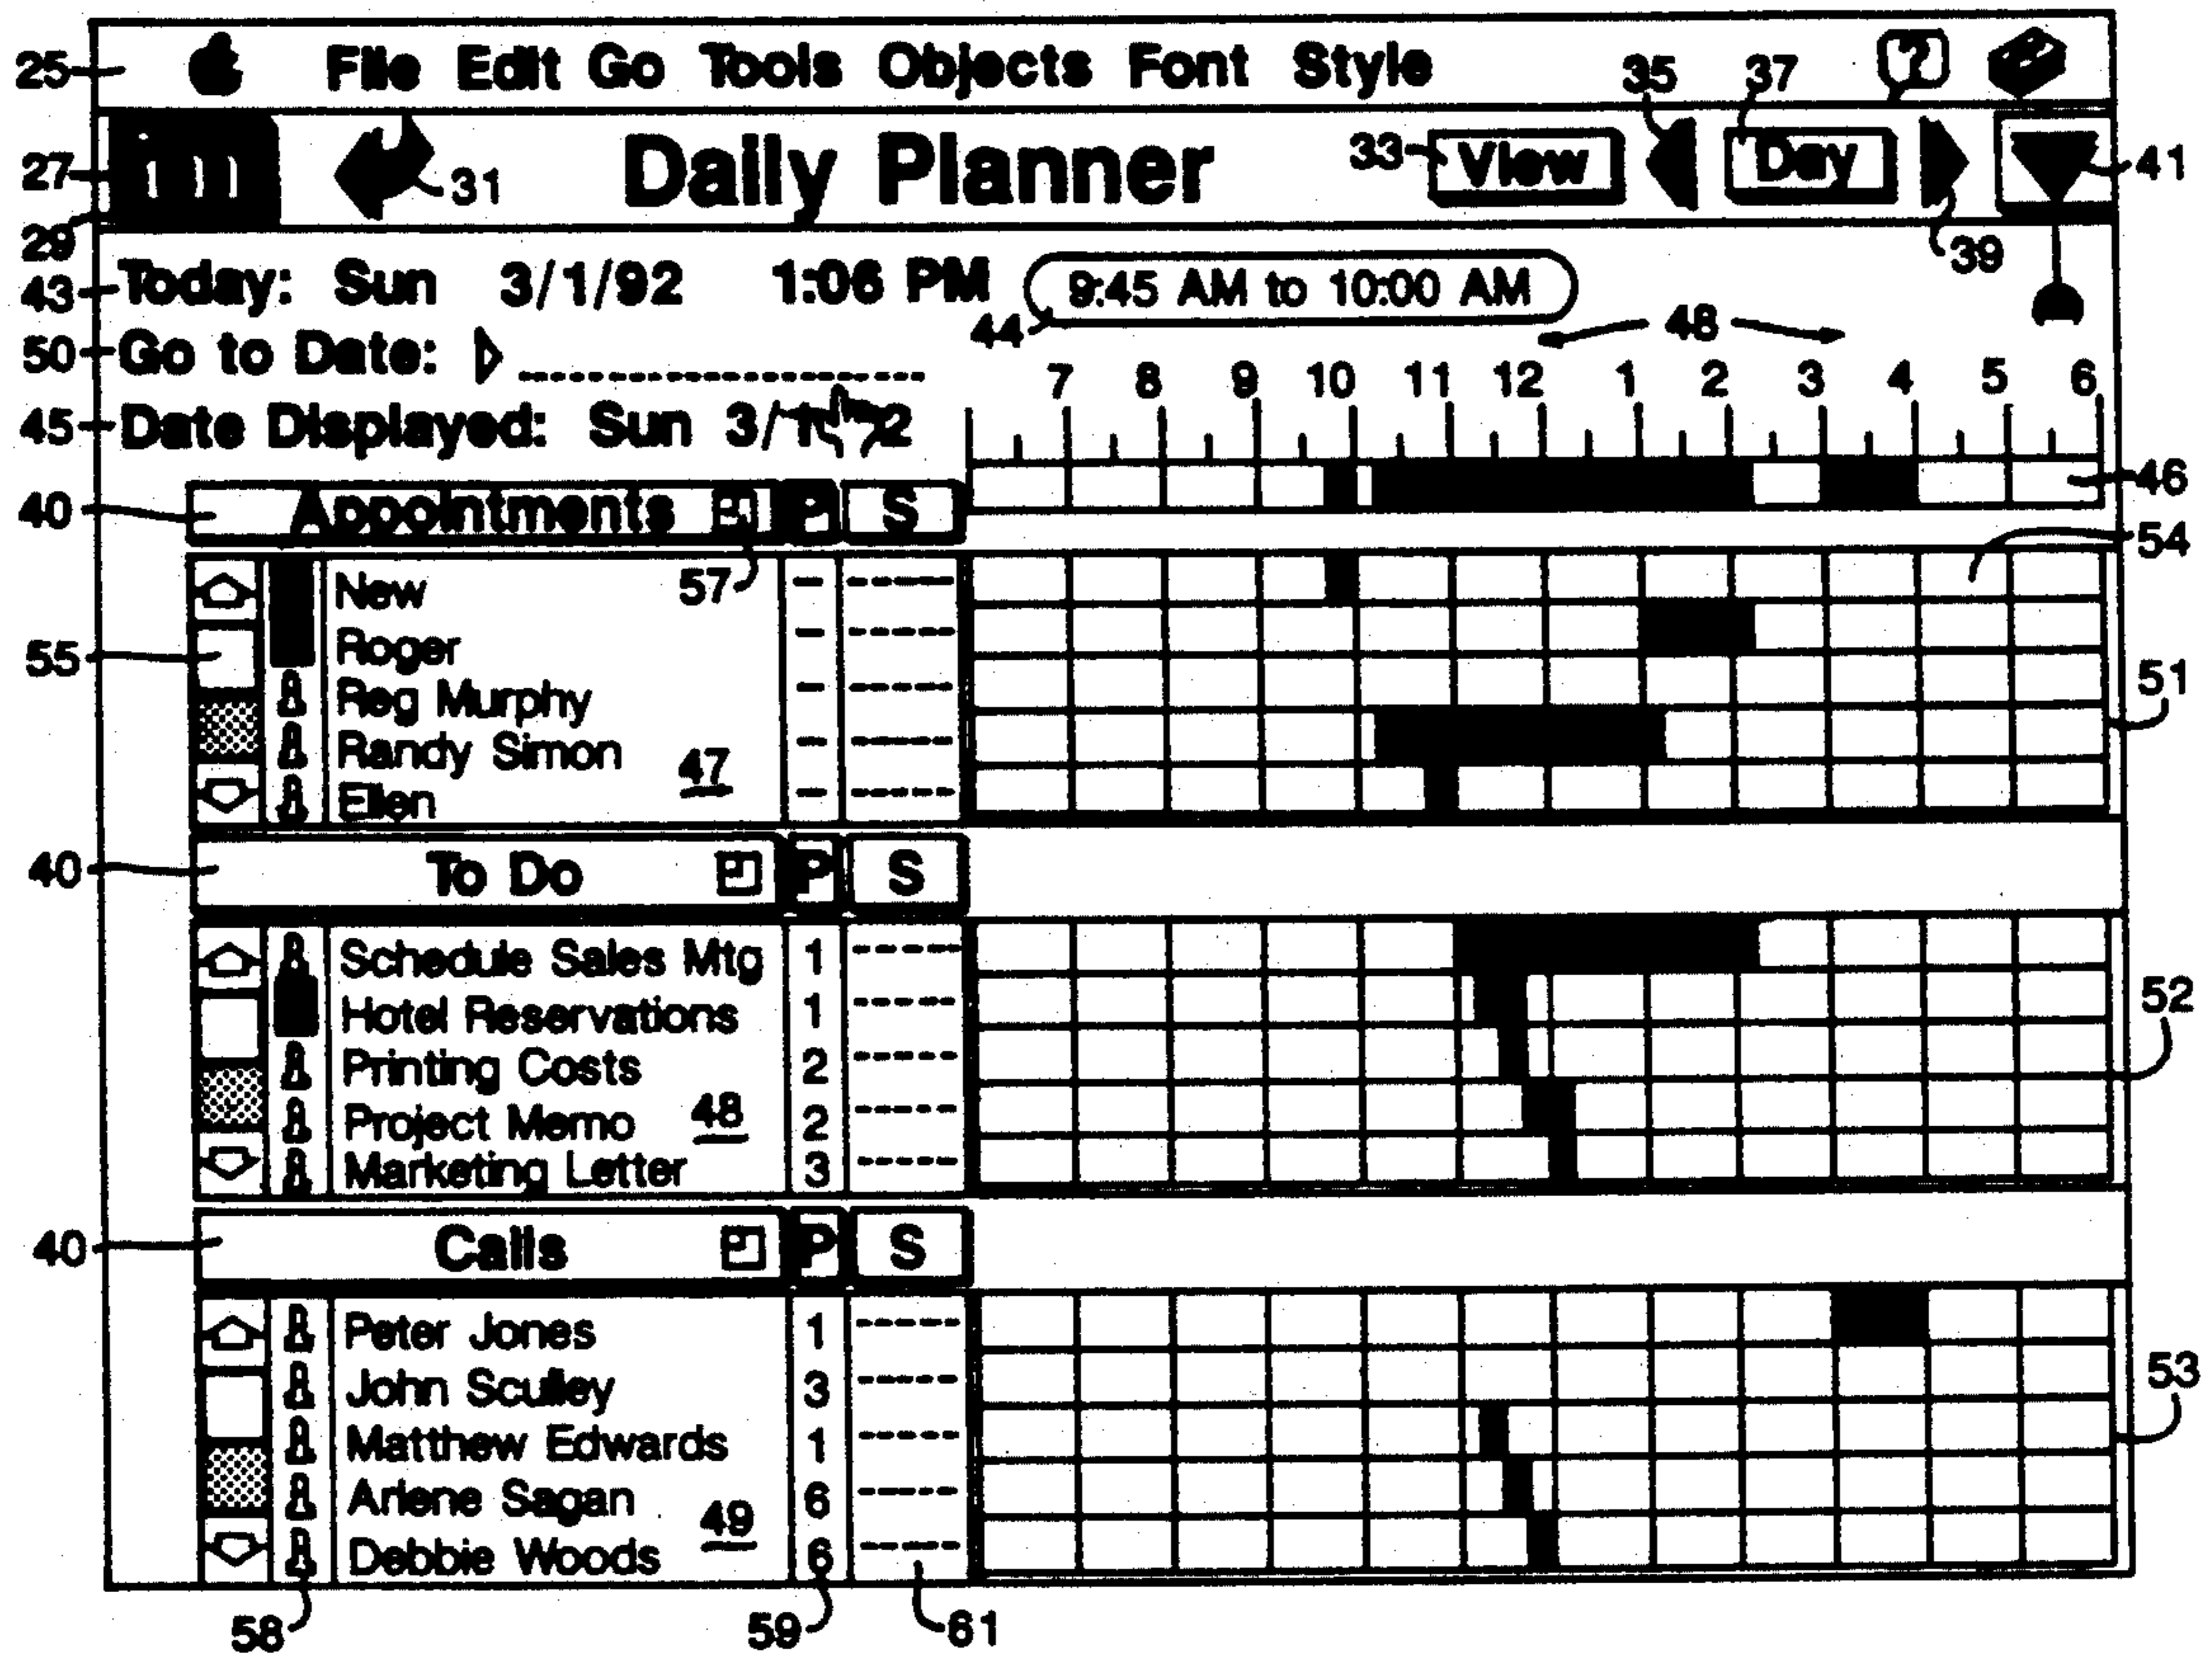 25 File Edit Go Tools Objects Font Style 35 37 ?
27 im 31 Daily Planner 33 View Day 41
29 39
43 Today: Sun 3/1/92 1:06 PM 9:45 AM to 10:00 AM
44 48
50 Go to Date:
7 8 9 10 11 12 1 2 3 4 5 6
45 Date Displayed: Sun 3/1 2
46
40 Appointments P S
54
57
New - -----
55 Roger - -----
Reg Murphy - -----
51
Randy Simon 47 - -----
Ellen - -----
40 To Do P S
Schedule Sales Mtg 1 -----
Hotel Reservations 1 -----
52
Printing Costs 2 -----
Project Memo 48 2 -----
Marketing Letter 3 -----
40 Calls P S
Peter Jones 1 -----
John Sculley 3 -----
53
Matthew Edwards 1 -----
Arlene Sagan 6 -----
Debbie Woods 49 6 -----
58 59 61